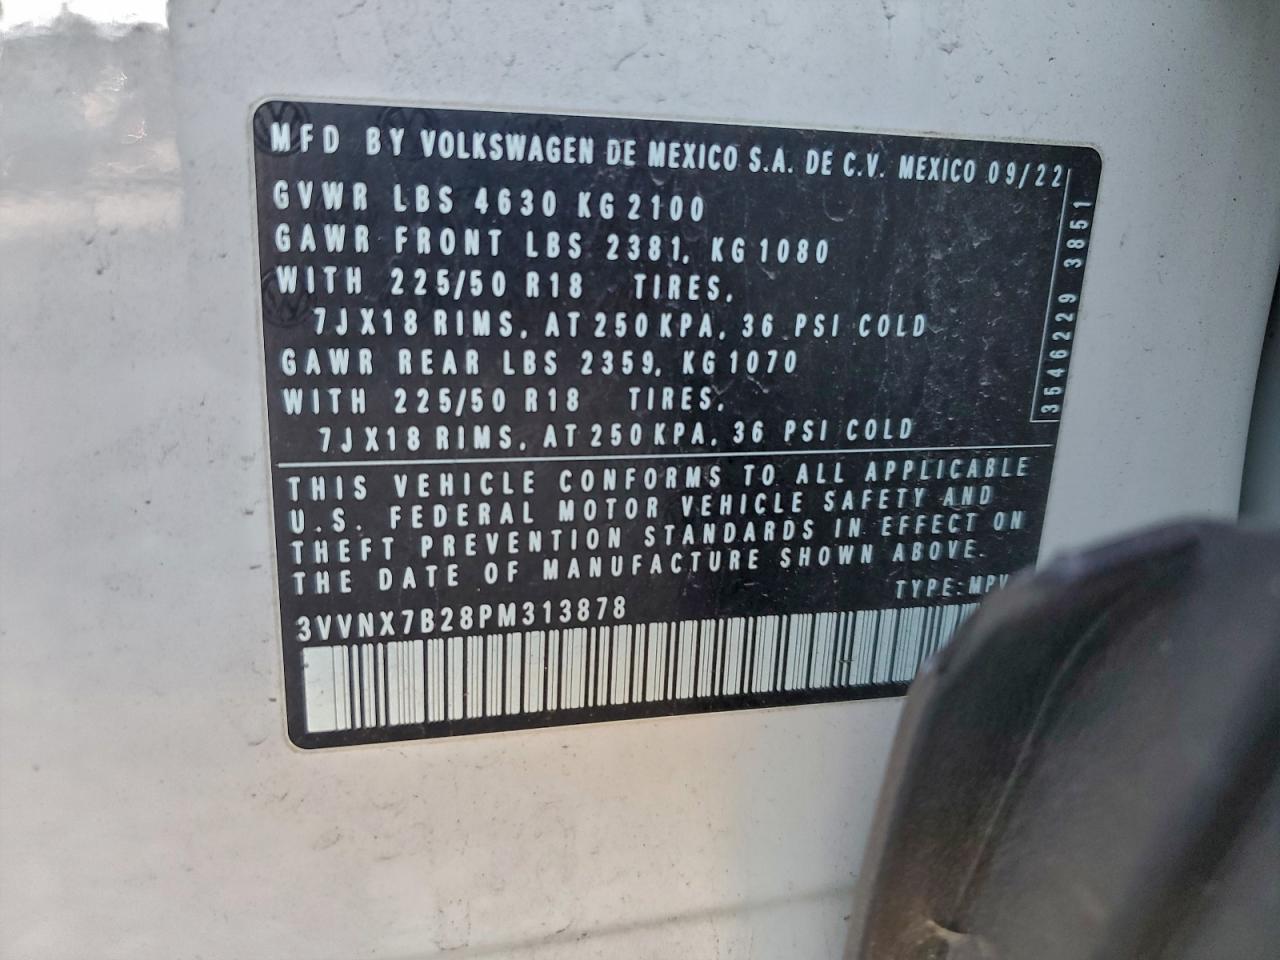 MFD BY VOLKSWAGEN DE MEXICO S.A. DE C.V. MEXICO 09/22
GVWR LBS 4630 KG 2100
GAWR FRONT LBS 2381, KG 1080
WITH 225/50 R18 TIRES,
7JX18 RIMS, AT 250 KPA, 36 PSI COLD
GAWR REAR LBS 2359, KG 1070
WITH 225/50 R18 TIRES,
7JX18 RIMS, AT 250 KPA, 36 PSI COLD
3546229 3851
THIS VEHICLE CONFORMS TO ALL APPLICABLE
U.S. FEDERAL MOTOR VEHICLE SAFETY AND
THEFT PREVENTION STANDARDS IN EFFECT ON
THE DATE OF MANUFACTURE SHOWN ABOVE.
TYPE: MPV
3VVNX7B28PM313878